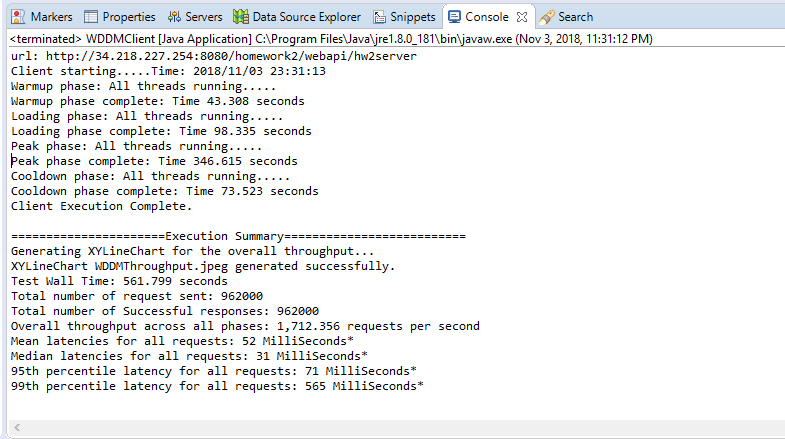 Markers Properties Servers Data Source Explorer Snippets Console Search
<terminated> WDDMClient [Java Application] C:\Program Files\Java\jre1.8.0_181\bin\javaw.exe (Nov 3, 2018, 11:31:12 PM)
url: http://34.218.227.254:8080/homework2/webapi/hw2server
Client starting.....Time: 2018/11/03 23:31:13
Warmup phase: All threads running.....
Warmup phase complete: Time 43.308 seconds
Loading phase: All threads running.....
Loading phase complete: Time 98.335 seconds
Peak phase: All threads running.....
Peak phase complete: Time 346.615 seconds
Cooldown phase: All threads running.....
Cooldown phase complete: Time 73.523 seconds
Client Execution Complete.
======================Execution Summary==========================
Generating XYLineChart for the overall throughput...
XYLineChart WDDMThroughput.jpeg generated successfully.
Test Wall Time: 561.799 seconds
Total number of request sent: 962000
Total number of Successful responses: 962000
Overall throughput across all phases: 1,712.356 requests per second
Mean latencies for all requests: 52 MilliSeconds*
Median latencies for all requests: 31 MilliSeconds*
95th percentile latency for all requests: 71 MilliSeconds*
99th percentile latency for all requests: 565 MilliSeconds*